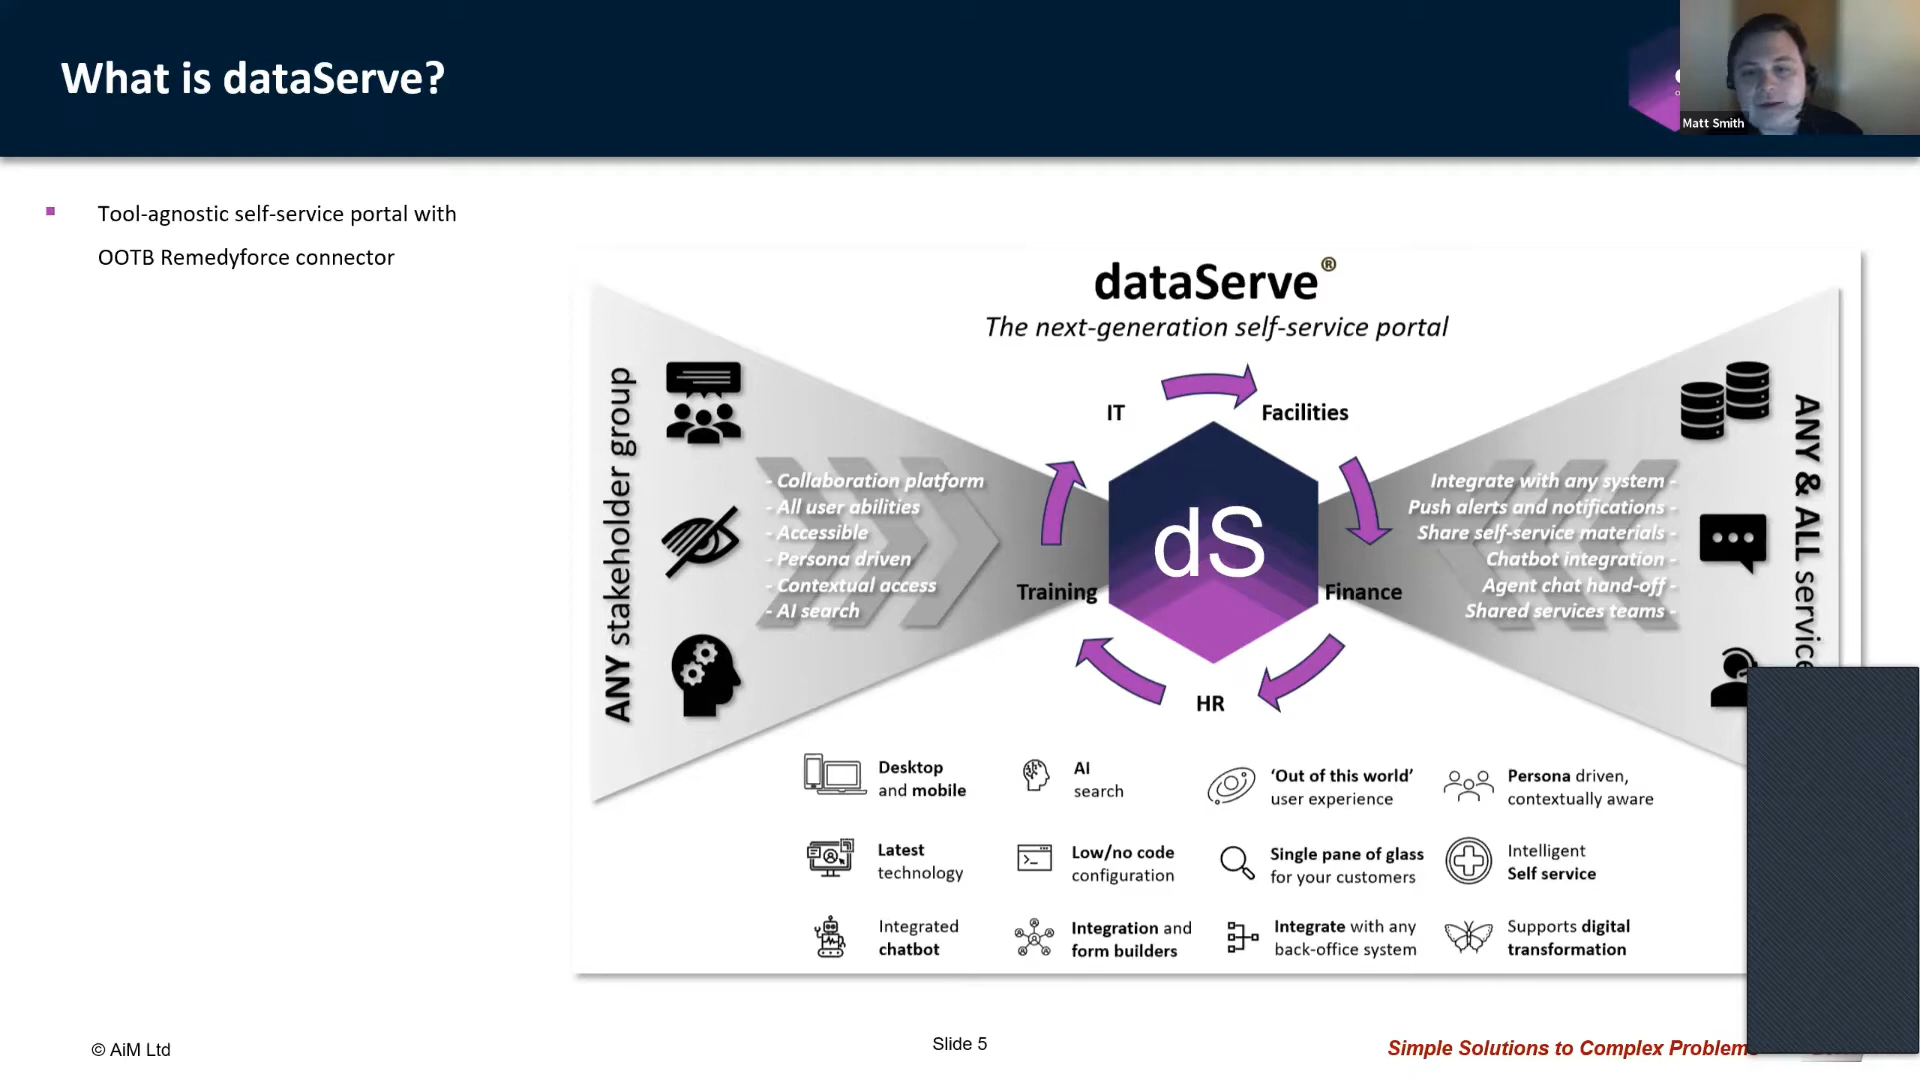 What is dataServe?
Matt Smith
Tool-agnostic self-service portal with
OOTB Remedyforce connector
dataServe®
The next-generation self-service portal
ANY stakeholder group
- Collaboration platform
- All user abilities
- Accessible
- Persona driven
- Contextual access
- AI search
IT
Facilities
Training
Finance
HR
dS
Integrate with any system -
Push alerts and notifications -
Share self-service materials -
Chatbot integration -
Agent chat hand-off -
Shared services teams -
ANY & ALL service
Desktop
and mobile
AI
search
'Out of this world'
user experience
Persona driven,
contextually aware
Latest
technology
Low/no code
configuration
Single pane of glass
for your customers
Intelligent
Self service
Integrated
chatbot
Integration and
form builders
Integrate with any
back-office system
Supports digital
transformation
© AiM Ltd
Slide 5
Simple Solutions to Complex Problems